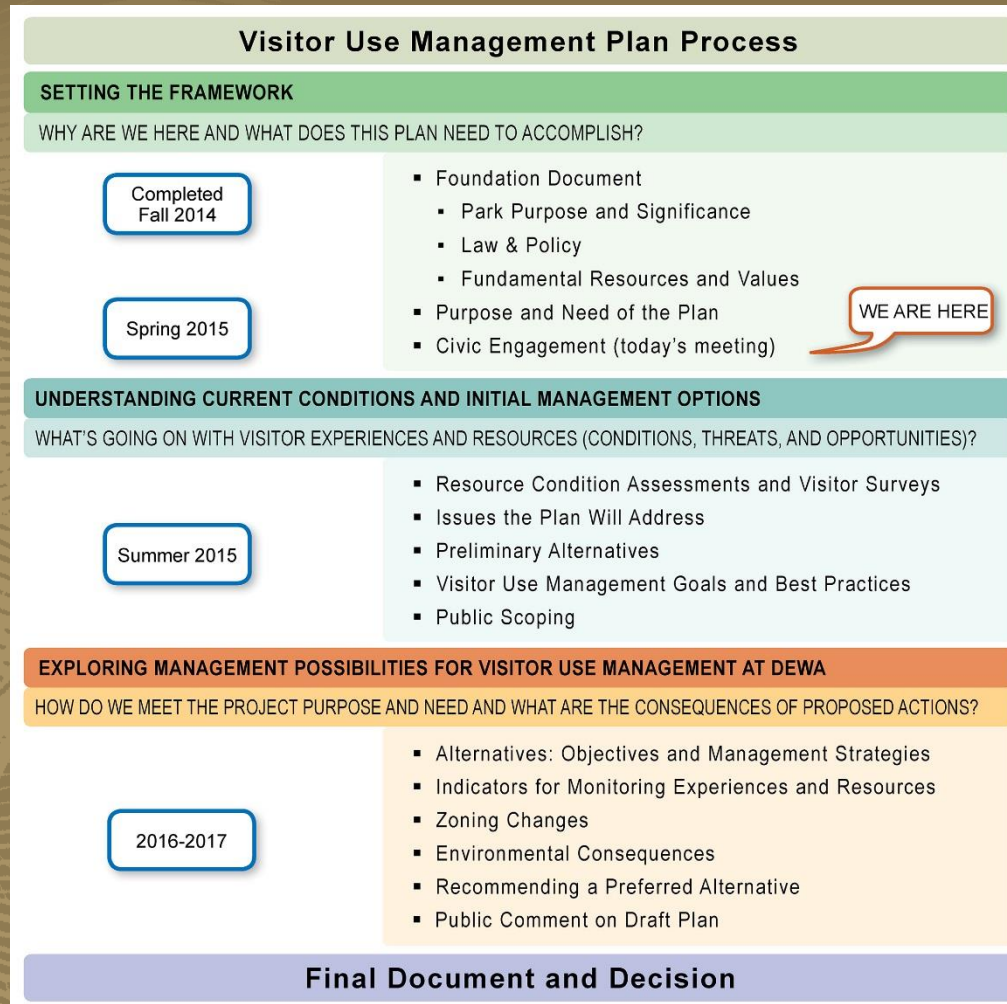 Visitor Use Management Plan Process
SETTING THE FRAMEWORK
WHY ARE WE HERE AND WHAT DOES THIS PLAN NEED TO ACCOMPLISH?
Completed
Fall 2014
▪ Foundation Document
▪ Park Purpose and Significance
▪ Law & Policy
▪ Fundamental Resources and Values
Spring 2015
▪ Purpose and Need of the Plan
▪ Civic Engagement (today's meeting)
WE ARE HERE
UNDERSTANDING CURRENT CONDITIONS AND INITIAL MANAGEMENT OPTIONS
WHAT'S GOING ON WITH VISITOR EXPERIENCES AND RESOURCES (CONDITIONS, THREATS, AND OPPORTUNITIES)?
Summer 2015
▪ Resource Condition Assessments and Visitor Surveys
▪ Issues the Plan Will Address
▪ Preliminary Alternatives
▪ Visitor Use Management Goals and Best Practices
▪ Public Scoping
EXPLORING MANAGEMENT POSSIBILITIES FOR VISITOR USE MANAGEMENT AT DEWA
HOW DO WE MEET THE PROJECT PURPOSE AND NEED AND WHAT ARE THE CONSEQUENCES OF PROPOSED ACTIONS?
2016-2017
▪ Alternatives: Objectives and Management Strategies
▪ Indicators for Monitoring Experiences and Resources
▪ Zoning Changes
▪ Environmental Consequences
▪ Recommending a Preferred Alternative
▪ Public Comment on Draft Plan
Final Document and Decision